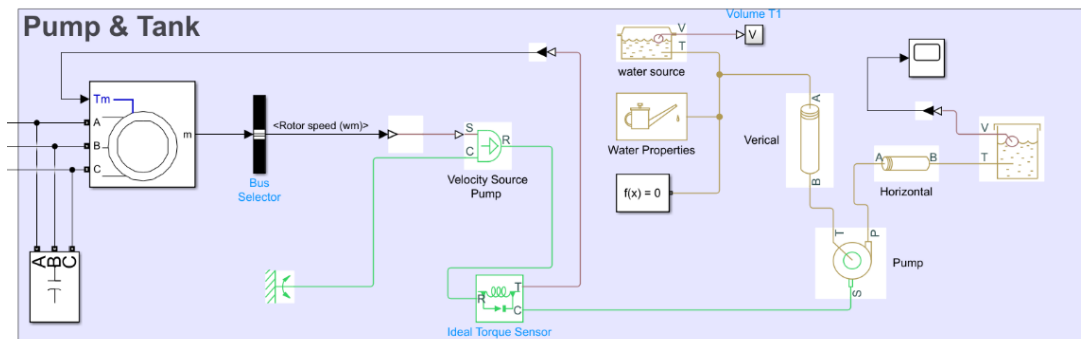 Pump & Tank
Volume T1
V
V
T
water source
Tm
A
B
C
m
<Rotor speed (wm)>
Bus
Selector
S
C
R
Velocity Source
Pump
Water Properties
f(x) = 0
A
Verical
B
V
T
A
B
Horizontal
T
P
Pump
S
A
B
C
R
T
C
Ideal Torque Sensor